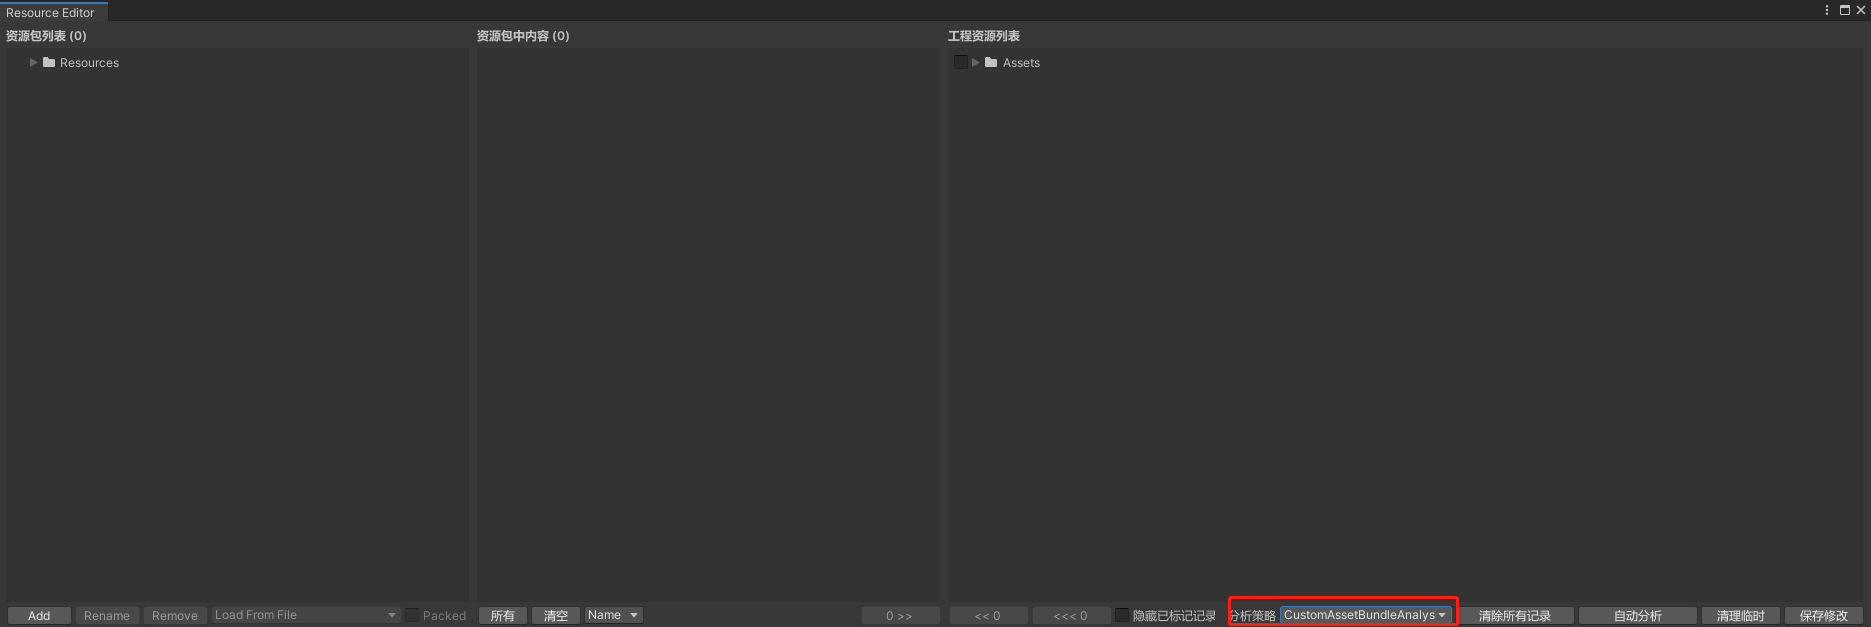 Resource Editor
资源包列表 (0)
资源包中内容 (0)
工程资源列表
Resources
Assets
Add
Rename
Remove
Load From File
Packed
所有
清空
Name
0 >>
<< 0
<<< 0
隐藏已标记记录
分析策略
CustomAssetBundleAnalys
清除所有记录
自动分析
清理临时
保存修改